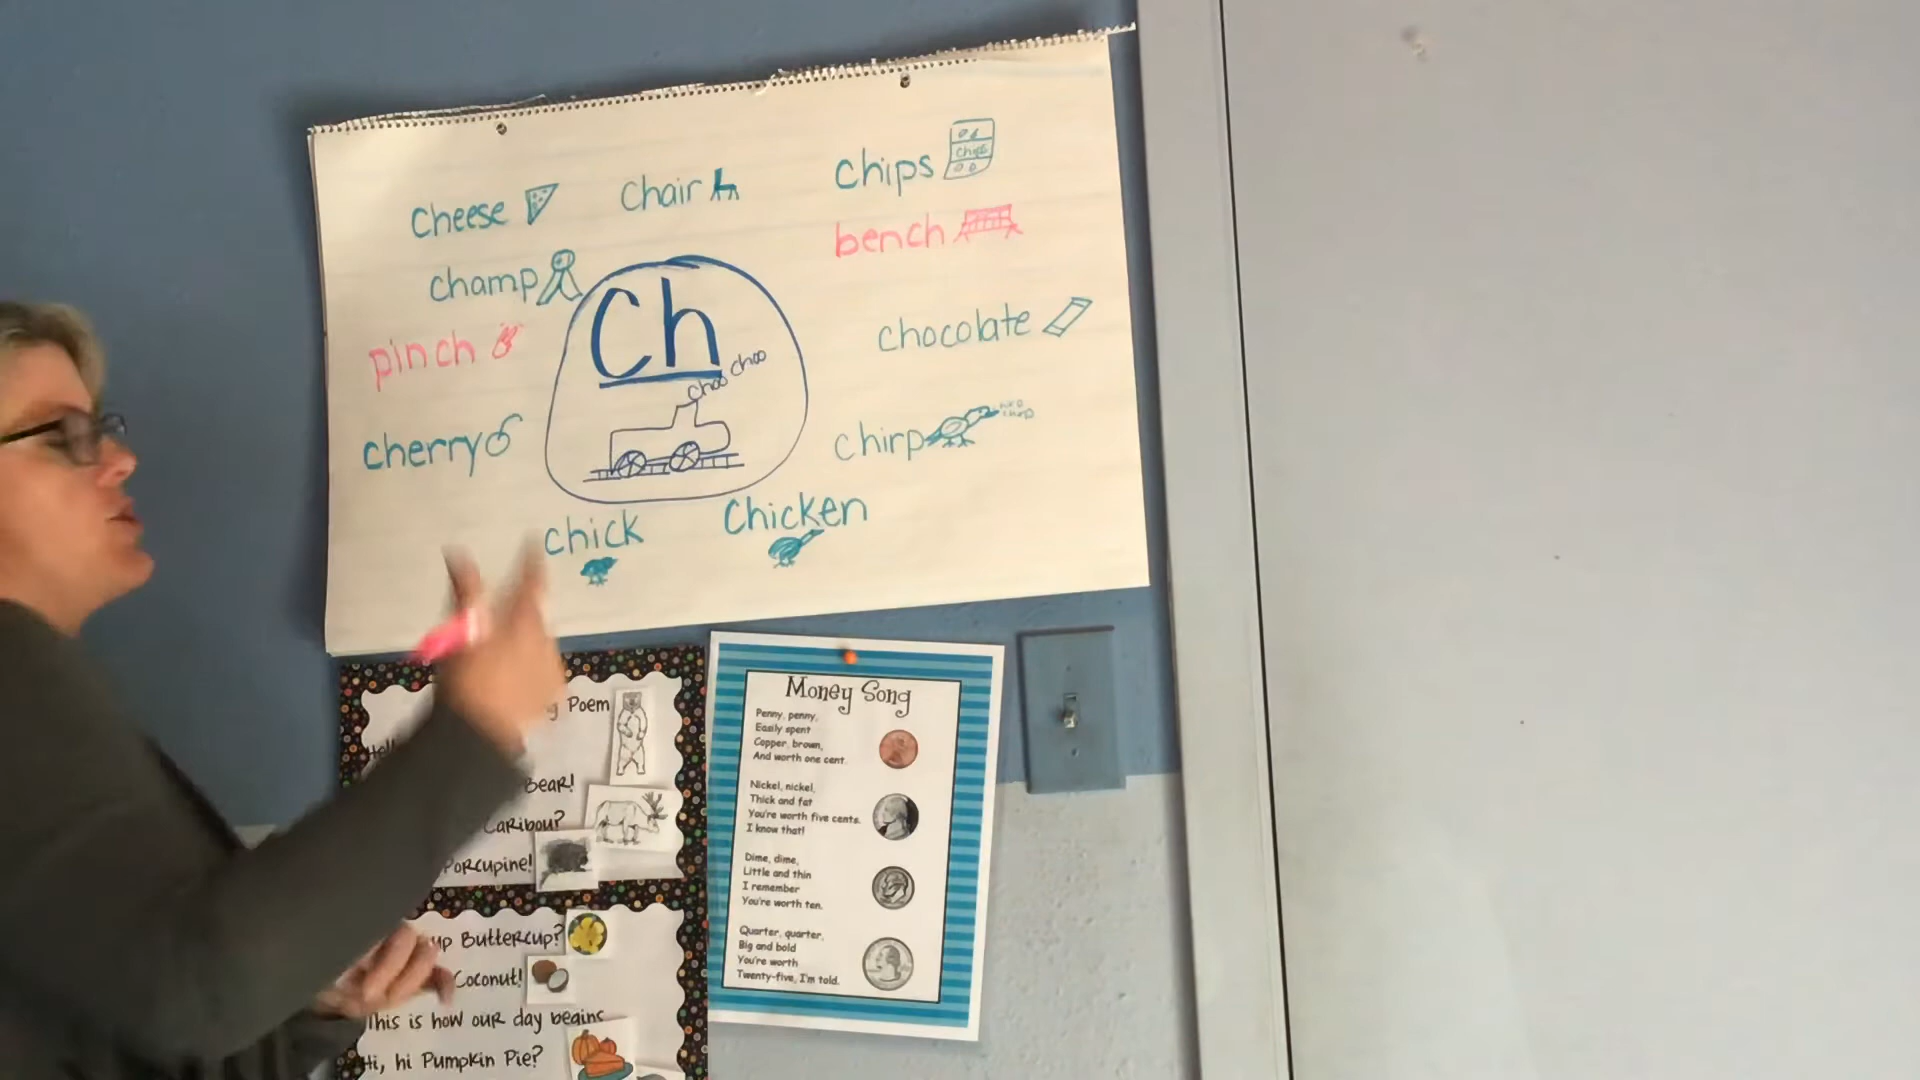 cheese
chair
chips
chips
bench
champ
Ch
choo choo
pinch
chocolate
cherry
chirp
chick
Chicken
Poem
Bear!
Caribou?
Porcupine!
up Buttercup?
Coconut!
This is how our day begins
Hi, hi Pumpkin Pie?
Money Song
Penny, penny,
Easily spent
Copper, brown,
And worth one cent.
Nickel, nickel,
Thick and fat
You're worth five cents.
I know that!
Dime, dime,
Little and thin
I remember
You're worth ten.
Quarter, quarter,
Big and bold
You're worth
Twenty-five, I'm told.